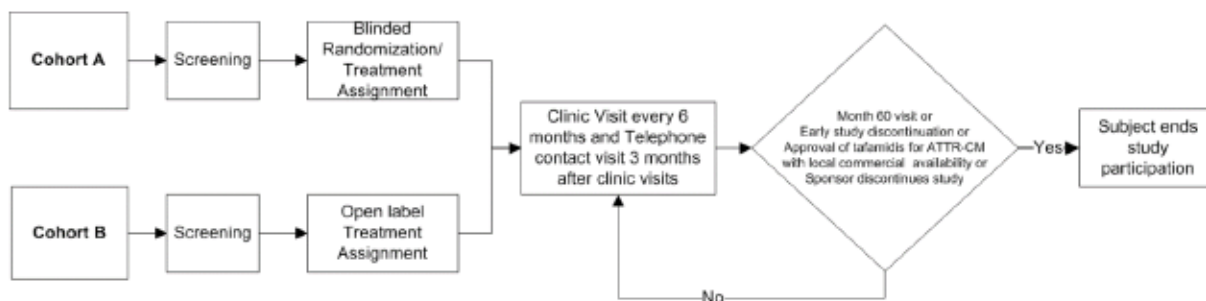 Cohort A
Screening
Blinded
Randomization/
Treatment
Assignment
Cohort B
Screening
Open label
Treatment
Assignment
Clinic Visit every 6
months and Telephone
contact visit 3 months
after clinic visits
Month 60 visit or
Early study discontinuation or
Approval of tafamidis for ATTR-CM
with local commercial availability or
Sponsor discontinues study
Yes
Subject ends
study
participation
No